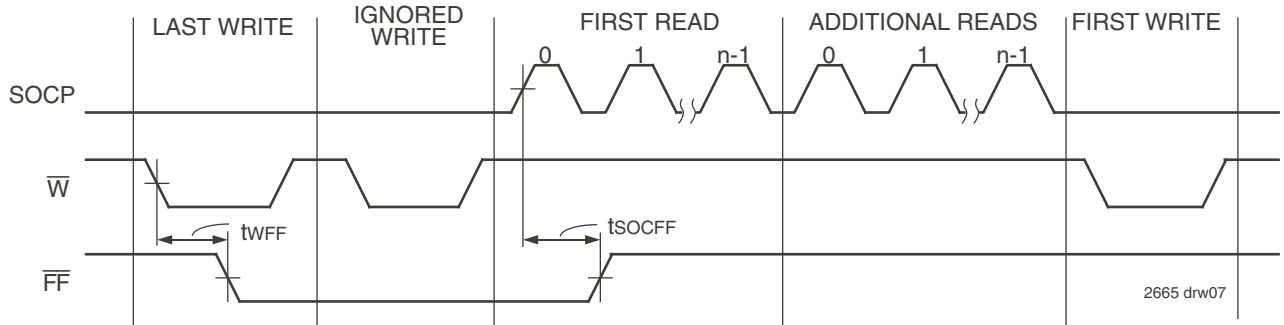 LAST WRITE
IGNORED
WRITE
FIRST READ
ADDITIONAL READS
FIRST WRITE
0 1 n-1 0 1 n-1
SOCP
W
tWFF
tSOCFF
FF
2665 drw07